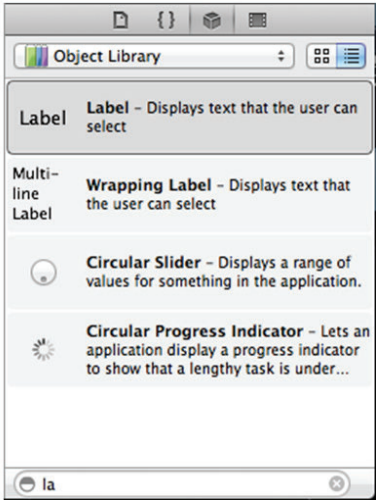 { }
Object Library
Label
Label – Displays text that the user can
select
Multi-
line
Label
Wrapping Label – Displays text that
the user can select
Circular Slider – Displays a range of
values for something in the application.
Circular Progress Indicator – Lets an
application display a progress indicator
to show that a lengthy task is under...
la